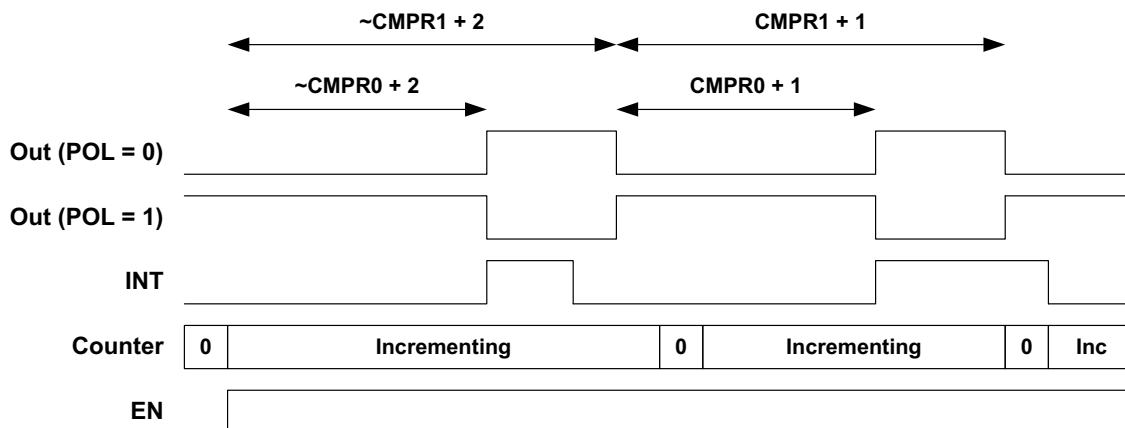 ~CMPR1 + 2 CMPR1 + 1
~CMPR0 + 2 CMPR0 + 1
Out (POL = 0)
Out (POL = 1)
INT
Counter 0 Incrementing 0 Incrementing 0 Inc
EN